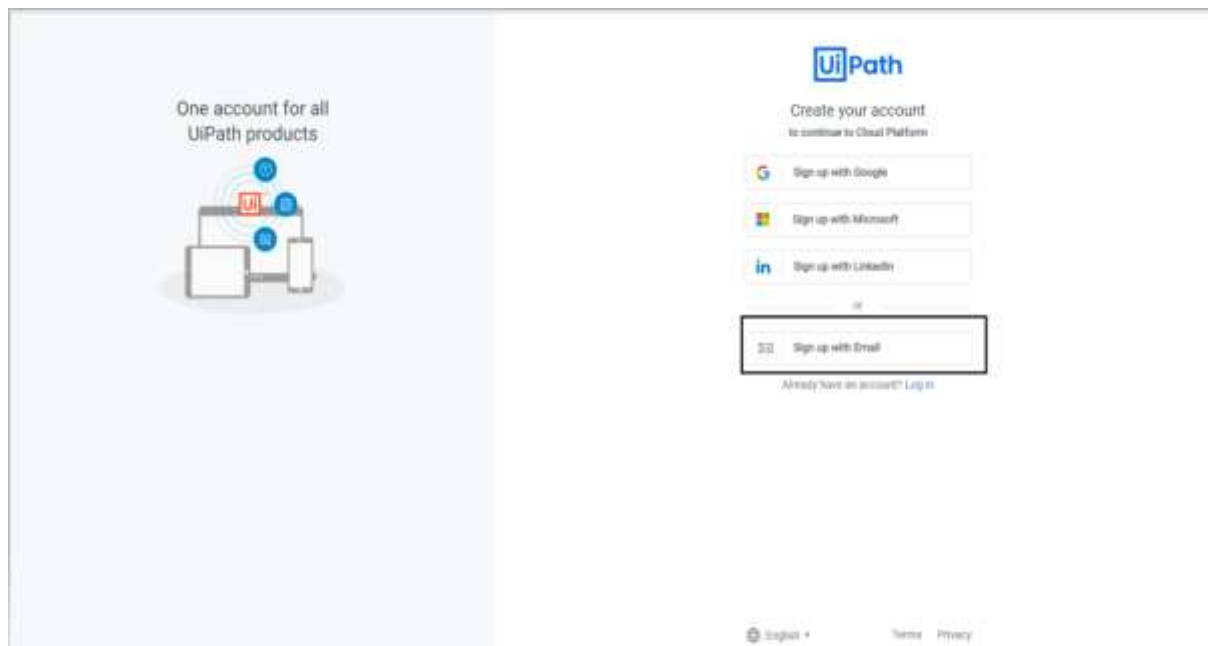 One account for all
UiPath products
Ui
UiPath
Create your account
to continue to Cloud Platform
Sign up with Google
Sign up with Microsoft
in Sign up with LinkedIn
or
Sign up with Email
Already have an account? Log in
English
Terms Privacy